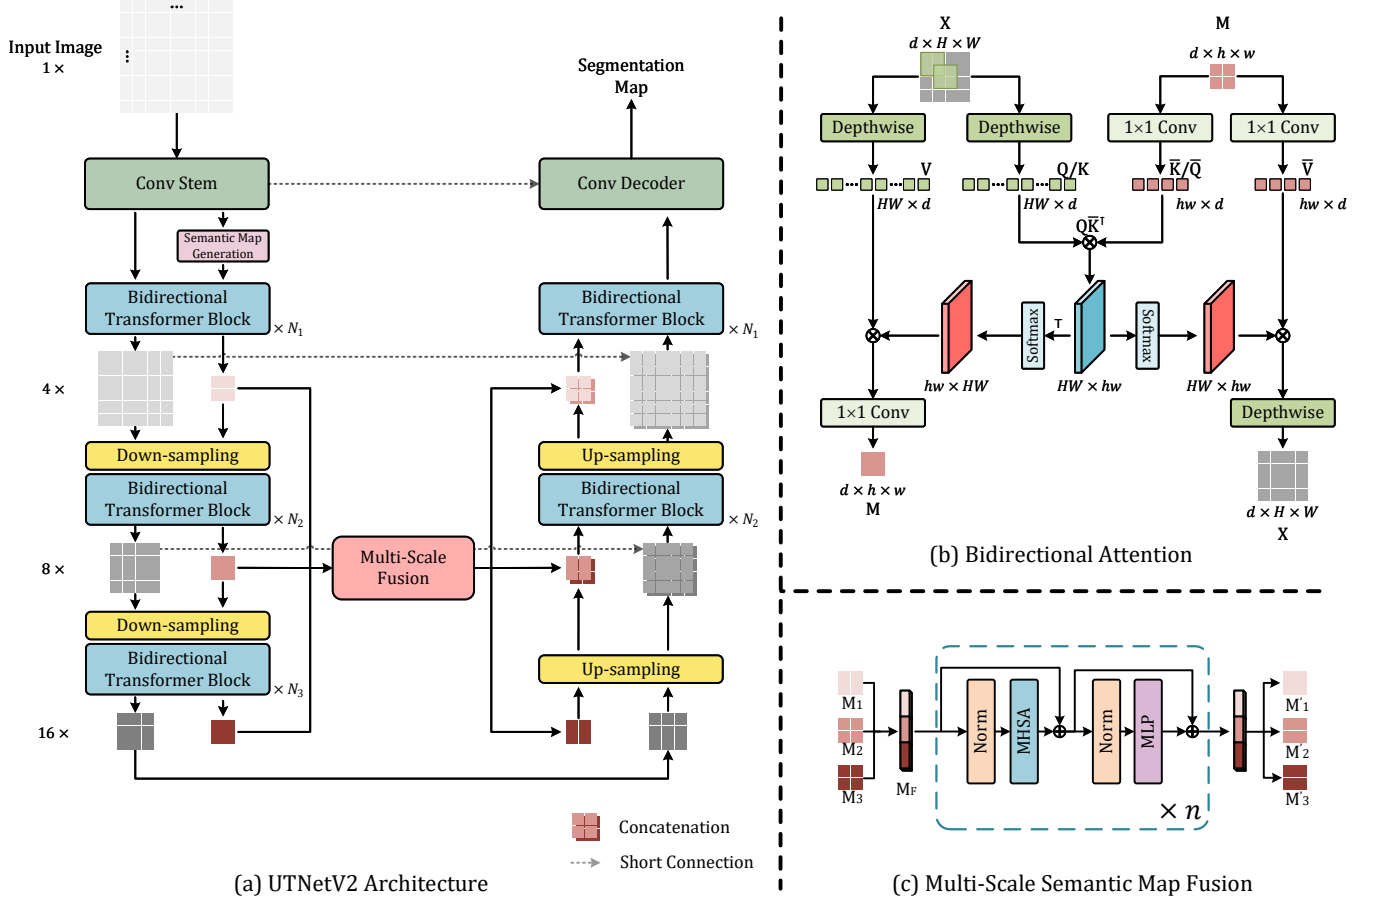 Input Image
1 ×
Segmentation
Map
Conv Stem
Conv Decoder
Semantic Map
Generation
Bidirectional
Transformer Block
× N1
Bidirectional
Transformer Block
× N1
4 ×
Down-sampling
Up-sampling
Bidirectional
Transformer Block
× N2
Bidirectional
Transformer Block
× N2
8 ×
Multi-Scale
Fusion
Down-sampling
Bidirectional
Transformer Block
× N3
Up-sampling
16 ×
Concatenation
Short Connection
(a) UTNetV2 Architecture
X
d × H × W
M
d × h × w
Depthwise
Depthwise
1×1 Conv
1×1 Conv
V
Q/K
K̅/Q̅
V̅
HW × d
HW × d
hw × d
hw × d
QK̅ᵀ
Softmax
T
Softmax
hw × HW
HW × hw
HW × hw
1×1 Conv
Depthwise
d × h × w
M
d × H × W
X
(b) Bidirectional Attention
M1
M2
M3
MF
Norm
MHSA
Norm
MLP
× n
M′1
M′2
M′3
(c) Multi-Scale Semantic Map Fusion